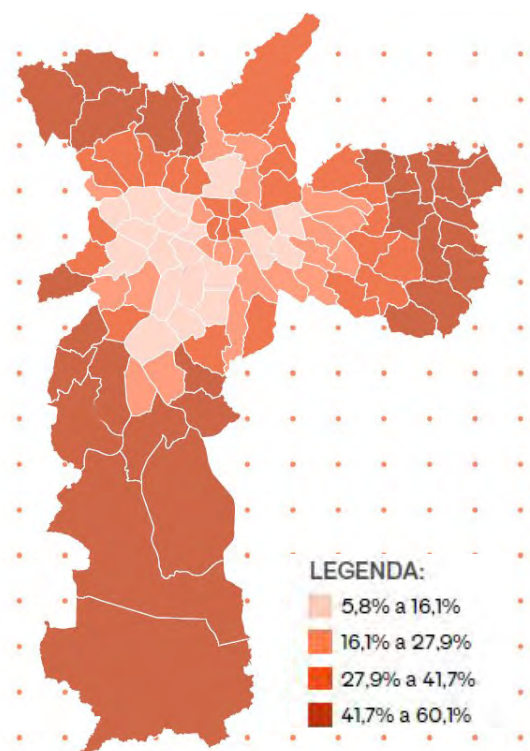 LEGENDA:
5,8% a 16,1%
16,1% a 27,9%
27,9% a 41,7%
41,7% a 60,1%